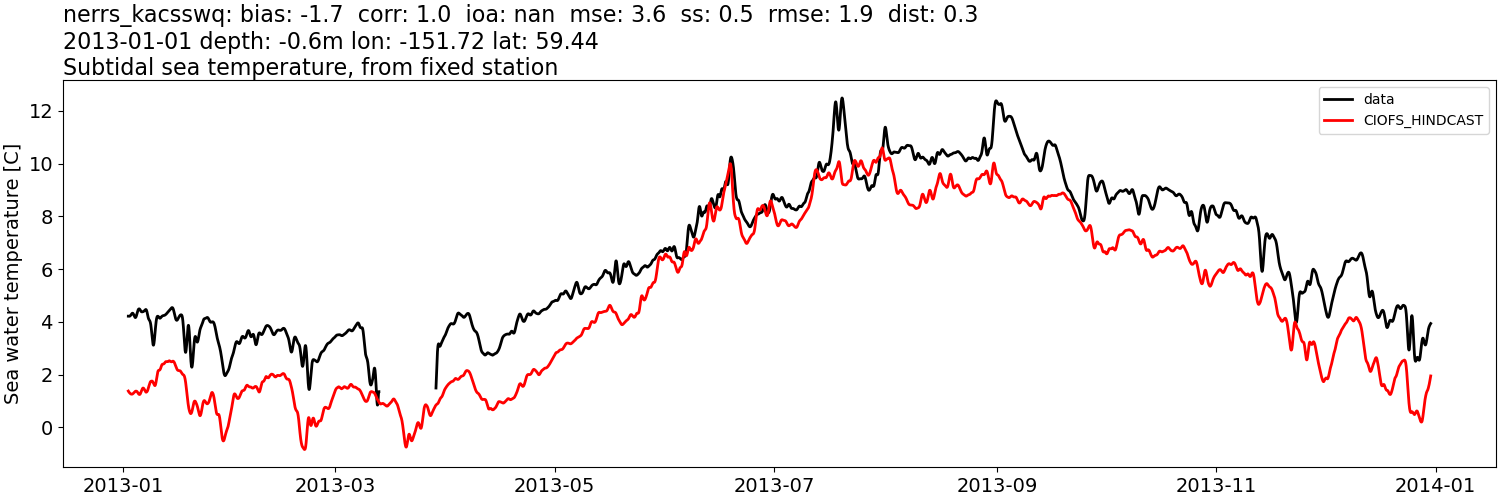 nerrs_kacsswq: bias: -1.7  corr: 1.0  ioa: nan  mse: 3.6  ss: 0.5  rmse: 1.9  dist: 0.3
2013-01-01 depth: -0.6m lon: -151.72 lat: 59.44
Subtidal sea temperature, from fixed station
data
CIOFS_HINDCAST
Sea water temperature [C]
12
10
8
6
4
2
0
2013-01
2013-03
2013-05
2013-07
2013-09
2013-11
2014-01